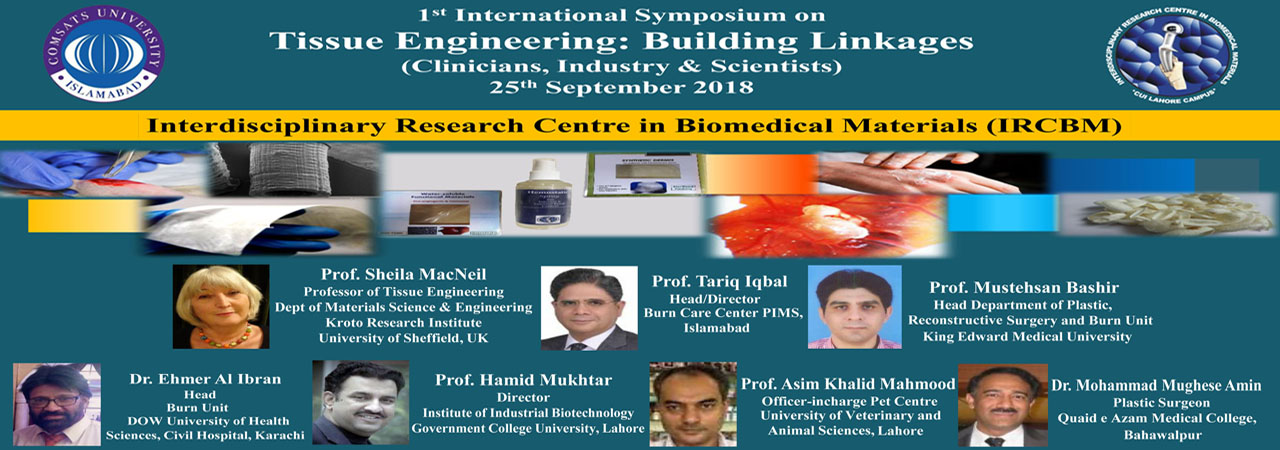 COMSATS UNIVERSITY
ISLAMABAD
1st International Symposium on
Tissue Engineering: Building Linkages
(Clinicians, Industry & Scientists)
25th September 2018
INTERDISCIPLINARY RESEARCH CENTRE IN BIOMEDICAL MATERIALS
"CUI LAHORE CAMPUS"
Interdisciplinary Research Centre in Biomedical Materials (IRCBM)
Water-soluble
Functional Materials
Hemostatic
Prof. Sheila MacNeil
Professor of Tissue Engineering
Dept of Materials Science & Engineering
Kroto Research Institute
University of Sheffield, UK
Prof. Tariq Iqbal
Head/Director
Burn Care Center PIMS,
Islamabad
Prof. Mustehsan Bashir
Head Department of Plastic,
Reconstructive Surgery and Burn Unit
King Edward Medical University
Dr. Ehmer Al Ibran
Head
Burn Unit
DOW University of Health
Sciences, Civil Hospital, Karachi
Prof. Hamid Mukhtar
Director
Institute of Industrial Biotechnology
Government College University, Lahore
Prof. Asim Khalid Mahmood
Officer-incharge Pet Centre
University of Veterinary and
Animal Sciences, Lahore
Dr. Mohammad Mughese Amin
Plastic Surgeon
Quaid e Azam Medical College,
Bahawalpur